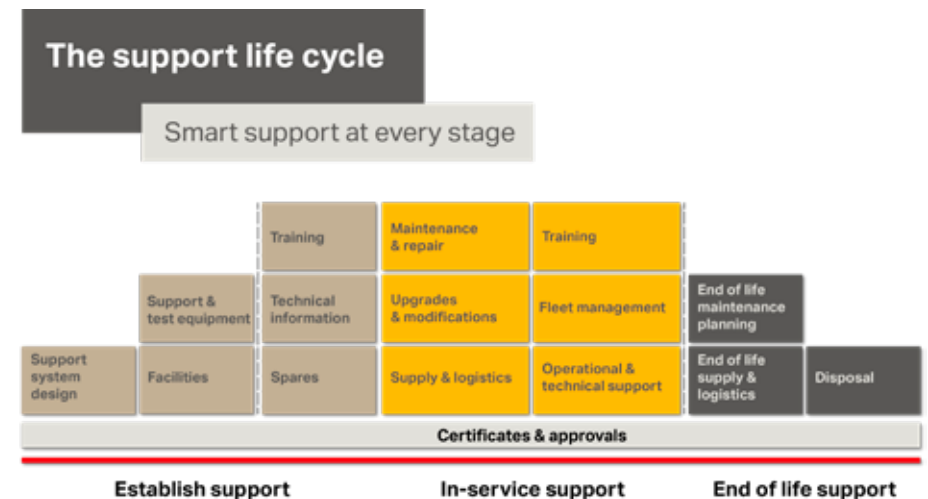 The support life cycle
Smart support at every stage
Training
Maintenance
& repair
Training
Support &
test equipment
Technical
information
Upgrades
& modifications
Fleet management
End of life
maintenance
planning
Support
system
design
Facilities
Spares
Supply & logistics
Operational &
technical support
End of life
supply &
logistics
Disposal
Certificates & approvals
Establish support
In-service support
End of life support